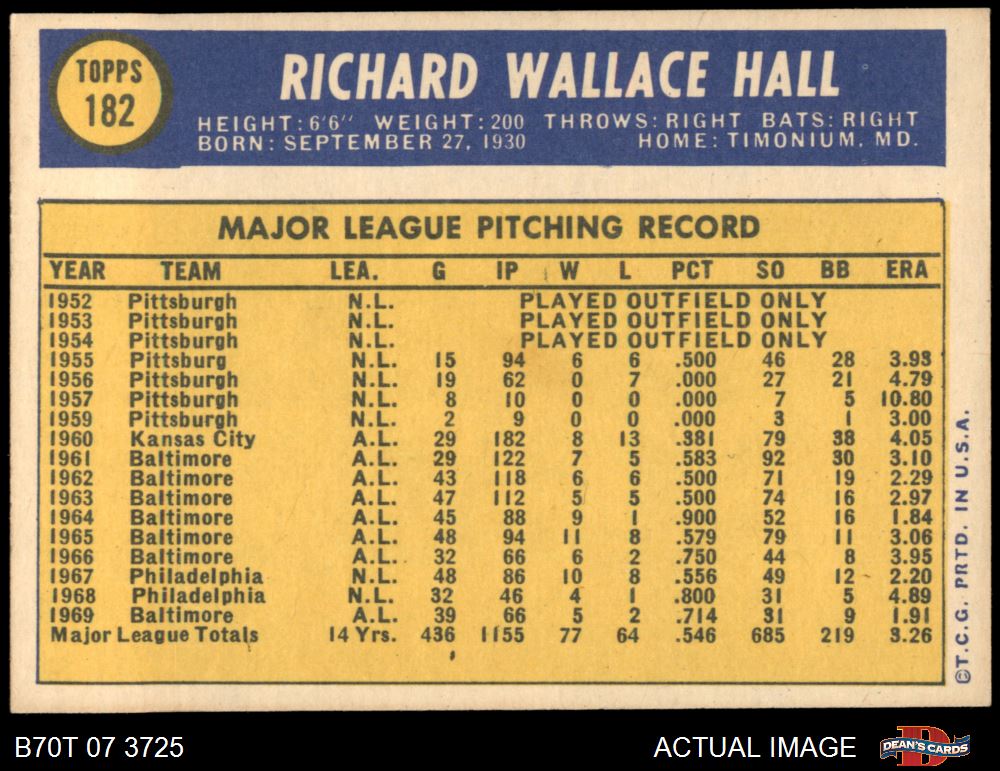 TOPPS
182
RICHARD WALLACE HALL
HEIGHT: 6'6" WEIGHT: 200 THROWS: RIGHT BATS: RIGHT
BORN: SEPTEMBER 27, 1930 HOME: TIMONIUM, MD.
MAJOR LEAGUE PITCHING RECORD
YEAR TEAM LEA. G IP W L PCT SO BB ERA
1952 Pittsburgh N.L. PLAYED OUTFIELD ONLY
1953 Pittsburgh N.L. PLAYED OUTFIELD ONLY
1954 Pittsburgh N.L. PLAYED OUTFIELD ONLY
1955 Pittsburg N.L. 15 94 6 6 .500 46 28 3.93
1956 Pittsburgh N.L. 19 62 0 7 .000 27 21 4.79
1957 Pittsburgh N.L. 8 10 0 0 .000 7 5 10.80
1959 Pittsburgh N.L. 2 9 0 0 .000 3 1 3.00
1960 Kansas City A.L. 29 182 8 13 .381 79 38 4.05
1961 Baltimore A.L. 29 122 7 5 .583 92 30 3.10
1962 Baltimore A.L. 43 118 6 6 .500 71 19 2.29
1963 Baltimore A.L. 47 112 5 5 .500 74 16 2.97
1964 Baltimore A.L. 45 88 9 1 .900 52 16 1.84
1965 Baltimore A.L. 48 94 11 8 .579 79 11 3.06
1966 Baltimore A.L. 32 66 6 2 .750 44 8 3.95
1967 Philadelphia N.L. 48 86 10 8 .556 49 12 2.20
1968 Philadelphia N.L. 32 46 4 1 .800 31 5 4.89
1969 Baltimore A.L. 39 66 5 2 .714 31 9 1.91
Major League Totals 14 Yrs. 436 1155 77 64 .546 685 219 3.26
©T.C.G. PRTD. IN U.S.A.
B70T 07 3725 ACTUAL IMAGE
DEAN'S CARDS